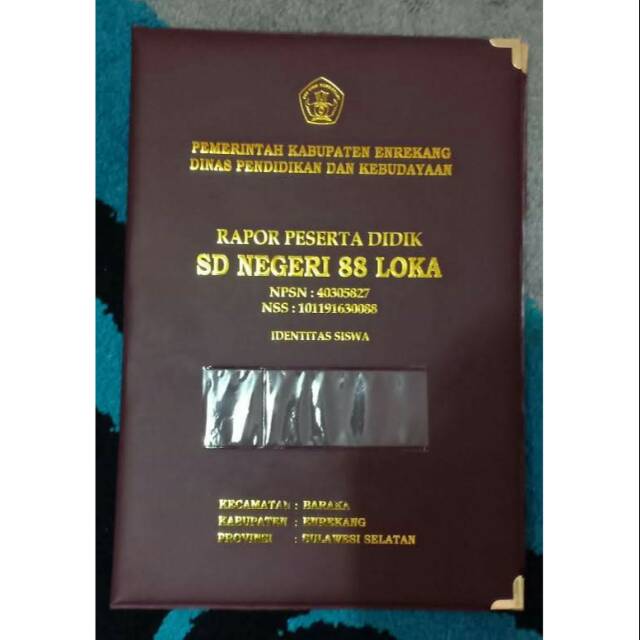 PEMERINTAH KABUPATEN ENREKANG
DINAS PENDIDIKAN DAN KEBUDAYAAN
RAPOR PESERTA DIDIK
SD NEGERI 88 LOKA
NPSN : 40305827
NSS : 101191630088
IDENTITAS SISWA
KECAMATAN : BARAKA
KABUPATEN : ENREKANG
PROVINSI : SULAWESI SELATAN